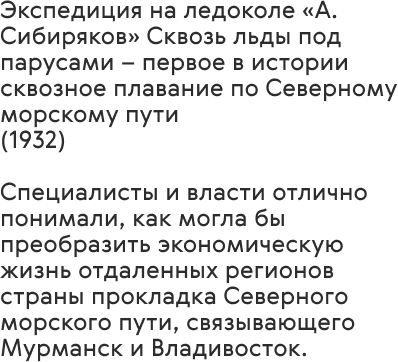 Экспедиция на ледоколе «А.
Сибиряков» Сквозь льды под
парусами – первое в истории
сквозное плавание по Северному
морскому пути
(1932)

Специалисты и власти отлично
понимали, как могла бы
преобразить экономическую
жизнь отдаленных регионов
страны прокладка Северного
морского пути, связывающего
Мурманск и Владивосток.